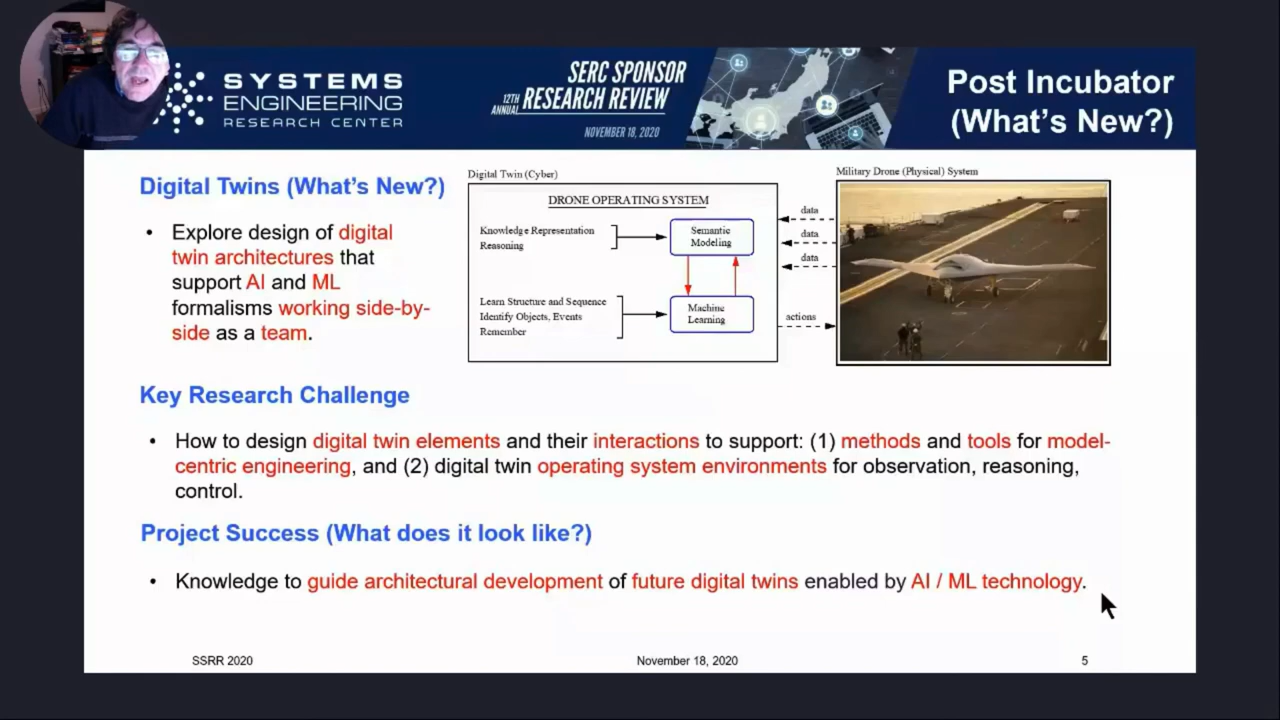 SYSTEMS
ENGINEERING
RESEARCH CENTER
SERC SPONSOR
12TH
ANNUAL
RESEARCH REVIEW
NOVEMBER 18, 2020
Post Incubator
(What's New?)
Digital Twins (What's New?)
• Explore design of digital
twin architectures that
support AI and ML
formalisms working side-by-
side as a team.
Digital Twin (Cyber)
DRONE OPERATING SYSTEM
Knowledge Representation
Reasoning
Semantic
Modeling
Learn Structure and Sequence
Identify Objects, Events
Remember
Machine
Learning
data
data
data
actions
Military Drone (Physical) System
Key Research Challenge
• How to design digital twin elements and their interactions to support: (1) methods and tools for model-
centric engineering, and (2) digital twin operating system environments for observation, reasoning,
control.
Project Success (What does it look like?)
• Knowledge to guide architectural development of future digital twins enabled by AI / ML technology.
SSRR 2020
November 18, 2020
5